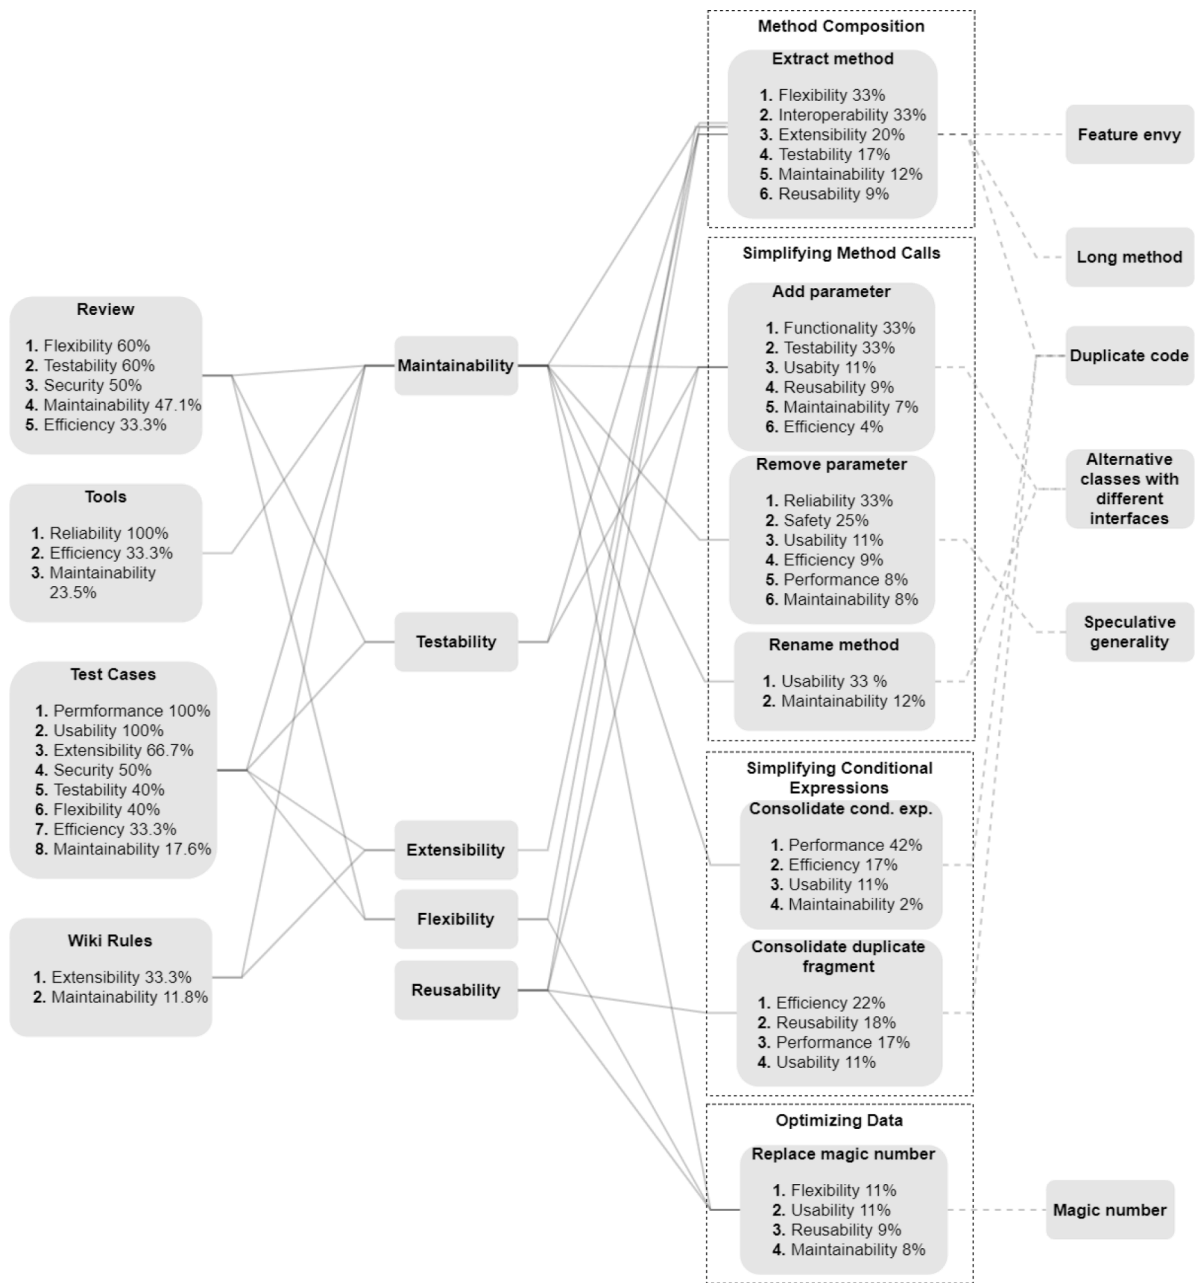 Review
1. Flexibility 60%
2. Testability 60%
3. Security 50%
4. Maintainability 47.1%
5. Efficiency 33.3%
Tools
1. Reliability 100%
2. Efficiency 33.3%
3. Maintainability
23.5%
Test Cases
1. Permformance 100%
2. Usability 100%
3. Extensibility 66.7%
4. Security 50%
5. Testability 40%
6. Flexibility 40%
7. Efficiency 33.3%
8. Maintainability 17.6%
Wiki Rules
1. Extensibility 33.3%
2. Maintainability 11.8%
Maintainability
Testability
Extensibility
Flexibility
Reusability
Method Composition
Extract method
1. Flexibility 33%
2. Interoperability 33%
3. Extensibility 20%
4. Testability 17%
5. Maintainability 12%
6. Reusability 9%
Simplifying Method Calls
Add parameter
1. Functionality 33%
2. Testability 33%
3. Usabity 11%
4. Reusability 9%
5. Maintainability 7%
6. Efficiency 4%
Remove parameter
1. Reliability 33%
2. Safety 25%
3. Usability 11%
4. Efficiency 9%
5. Performance 8%
6. Maintainability 8%
Rename method
1. Usability 33 %
2. Maintainability 12%
Simplifying Conditional
Expressions
Consolidate cond. exp.
1. Performance 42%
2. Efficiency 17%
3. Usability 11%
4. Maintainability 2%
Consolidate duplicate
fragment
1. Efficiency 22%
2. Reusability 18%
3. Performance 17%
4. Usability 11%
Optimizing Data
Replace magic number
1. Flexibility 11%
2. Usability 11%
3. Reusability 9%
4. Maintainability 8%
Feature envy
Long method
Duplicate code
Alternative
classes with
different
interfaces
Speculative
generality
Magic number